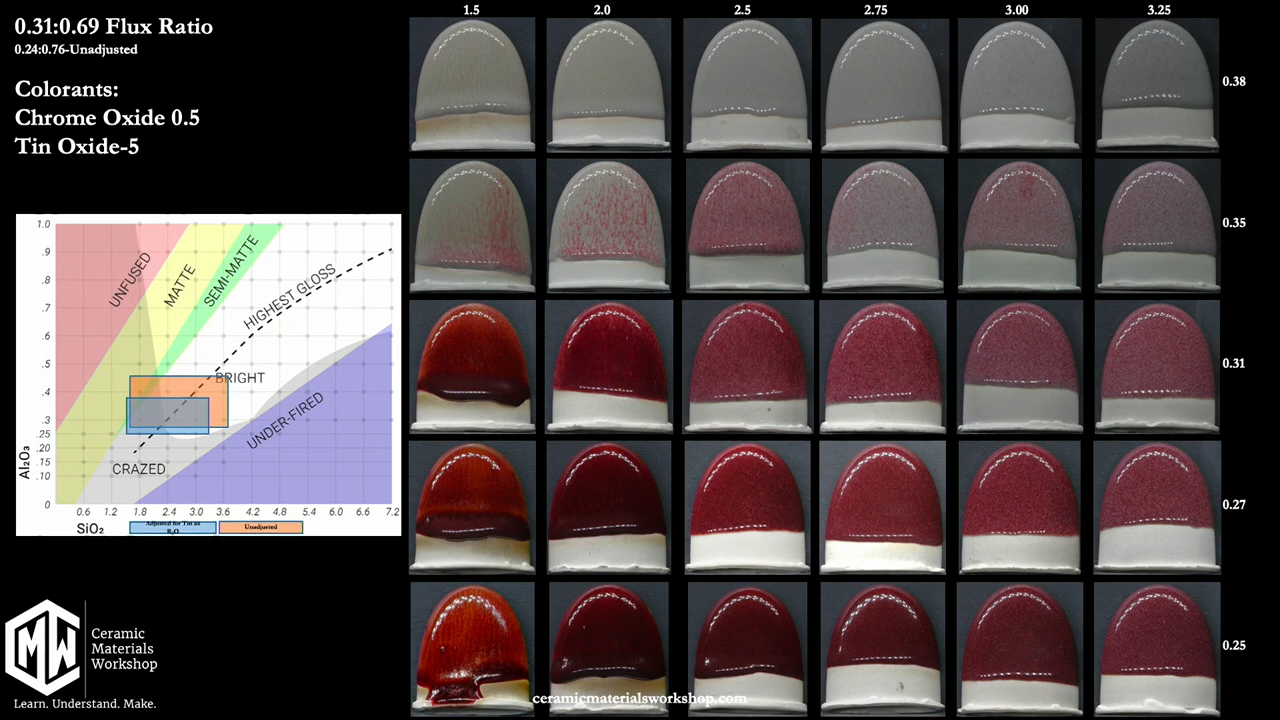 0.31:0.69 Flux Ratio
0.24:0.76-Unadjusted
Colorants:
Chrome Oxide 0.5
Tin Oxide-5
1.5 2.0 2.5 2.75 3.00 3.25
0.38
0.35
0.31
0.27
0.25
1.0
.9
.8
.7
.6
.5
.4
.3
.25
.20
.15
.10
0
Al₂O₃
UNFUSED
MATTE
SEMI-MATTE
HIGHEST GLOSS
BRIGHT
UNDER-FIRED
CRAZED
0.6 1.2 1.8 2.4 3.0 3.6 4.2 4.8 5.4 6.0 6.6 7.2
SiO₂
Adjusted for Tin as
R₂O
Unadjusted
CMW
Ceramic
Materials
Workshop
Learn. Understand. Make.
ceramicmaterialsworkshop.com